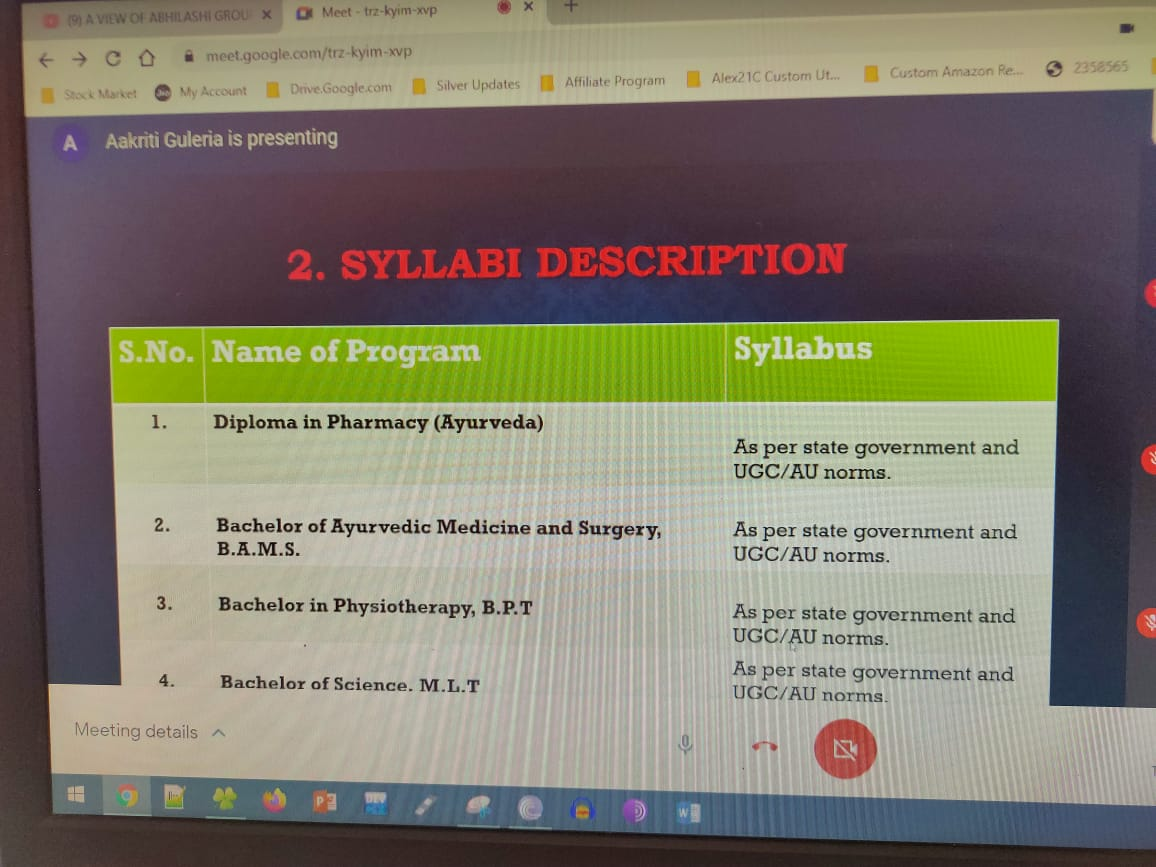 (9) A VIEW OF ABHILASHI GROU
Meet - trz-kyim-xvp
meet.google.com/trz-kyim-xvp
Stock Market
My Account
Drive.Google.com
Silver Updates
Affiliate Program
Alex21C Custom Ut...
Custom Amazon Re...
2358565
A
Aakriti Guleria is presenting
2. SYLLABI DESCRIPTION
S.No. Name of Program Syllabus
1. Diploma in Pharmacy (Ayurveda)
As per state government and
UGC/AU norms.
2. Bachelor of Ayurvedic Medicine and Surgery,
B.A.M.S.
As per state government and
UGC/AU norms.
3. Bachelor in Physiotherapy, B.P.T
As per state government and
UGC/AU norms.
4. Bachelor of Science. M.L.T
As per state government and
UGC/AU norms.
Meeting details